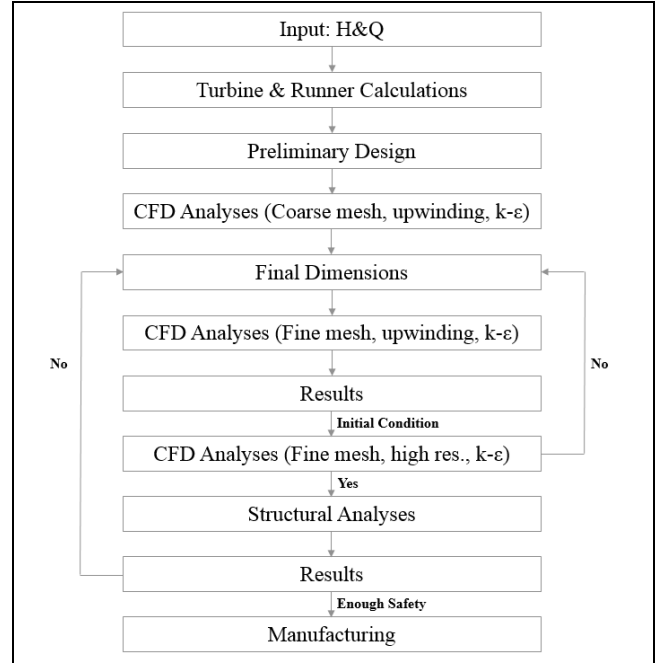 Input: H&Q
Turbine & Runner Calculations
Preliminary Design
CFD Analyses (Coarse mesh, upwinding, k-ε)
Final Dimensions
CFD Analyses (Fine mesh, upwinding, k-ε)
No
No
Results
Initial Condition
CFD Analyses (Fine mesh, high res., k-ε)
Yes
Structural Analyses
Results
Enough Safety
Manufacturing